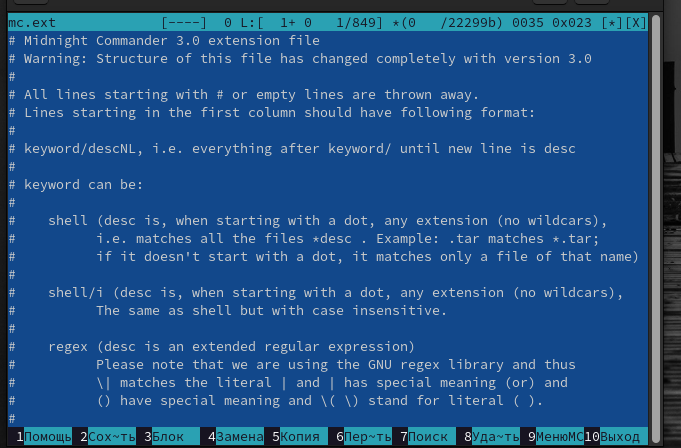 mc.ext [----] 0 L:[ 1+ 0 1/849] *(0 /22299b) 0035 0x023 [*][X]
# Midnight Commander 3.0 extension file
# Warning: Structure of this file has changed completely with version 3.0
#
# All lines starting with # or empty lines are thrown away.
# Lines starting in the first column should have following format:
#
# keyword/descNL, i.e. everything after keyword/ until new line is desc
#
# keyword can be:
#
#    shell (desc is, when starting with a dot, any extension (no wildcars),
#          i.e. matches all the files *desc . Example: .tar matches *.tar;
#          if it doesn't start with a dot, it matches only a file of that name)
#
#    shell/i (desc is, when starting with a dot, any extension (no wildcars),
#          The same as shell but with case insensitive.
#
#    regex (desc is an extended regular expression)
#          Please note that we are using the GNU regex library and thus
#          \| matches the literal | and | has special meaning (or) and
#          () have special meaning and \( \) stand for literal ( ).
#
1Помощь 2Сох~ть 3Блок 4Замена 5Копия 6Пер~ть 7Поиск 8Уда~ть 9МенюMC 10Выход